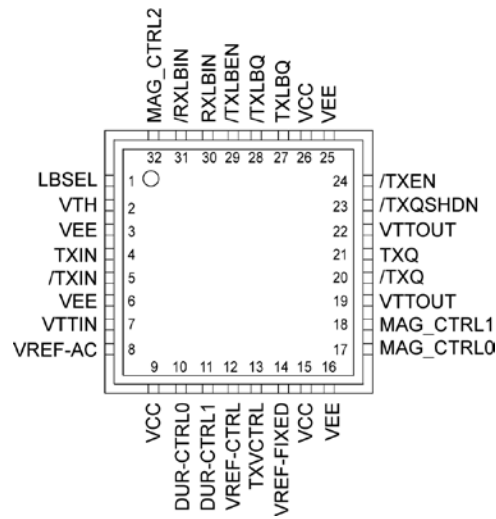 MAG_CTRL2
/RXLBIN
RXLBIN
/TXLBEN
/TXLBQ
TXLBQ
VCC
VEE
32 31 30 29 28 27 26 25
LBSEL 1 24 /TXEN
VTH 2 23 /TXQSHDN
VEE 3 22 VTTOUT
TXIN 4 21 TXQ
/TXIN 5 20 /TXQ
VEE 6 19 VTTOUT
VTTIN 7 18 MAG_CTRL1
VREF-AC 8 17 MAG_CTRL0
9 10 11 12 13 14 15 16
VCC
DUR-CTRL0
DUR-CTRL1
VREF-CTRL
TXVCTRL
VREF-FIXED
VCC
VEE